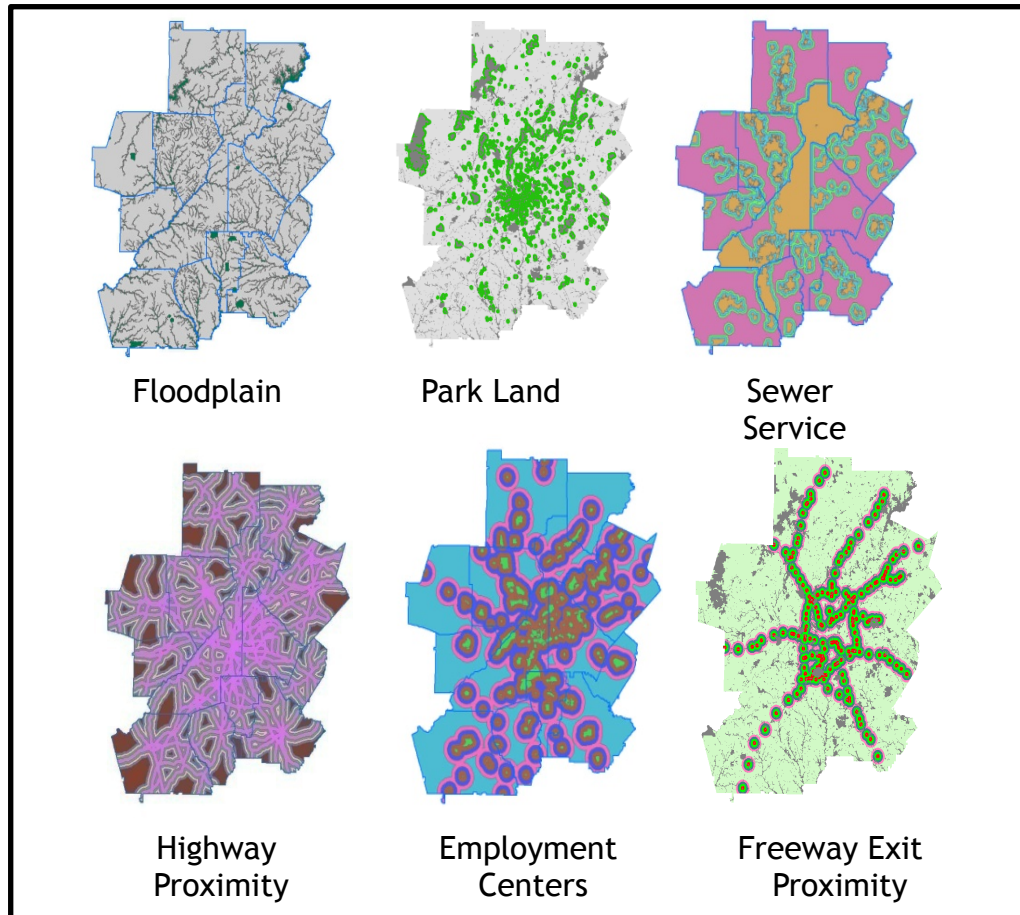 Floodplain
Park Land
Sewer
Service
Highway
Proximity
Employment
Centers
Freeway Exit
Proximity